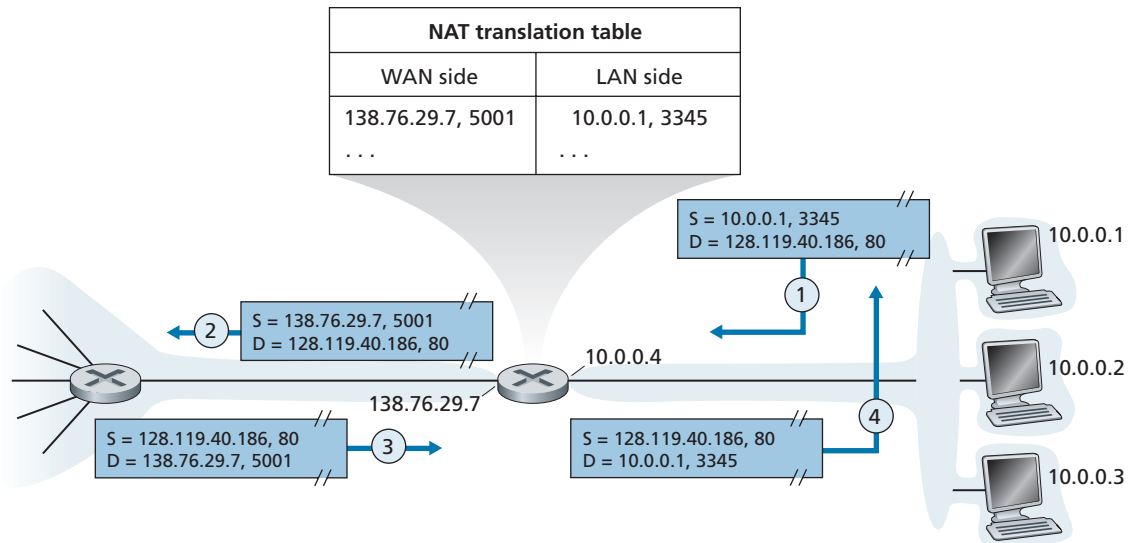 NAT translation table
WAN side LAN side
138.76.29.7, 5001 10.0.0.1, 3345
. . . . . .
S = 10.0.0.1, 3345
D = 128.119.40.186, 80
10.0.0.1
1
S = 138.76.29.7, 5001
D = 128.119.40.186, 80
2
10.0.0.4
10.0.0.2
138.76.29.7
S = 128.119.40.186, 80
D = 138.76.29.7, 5001
3
S = 128.119.40.186, 80
D = 10.0.0.1, 3345
4
10.0.0.3